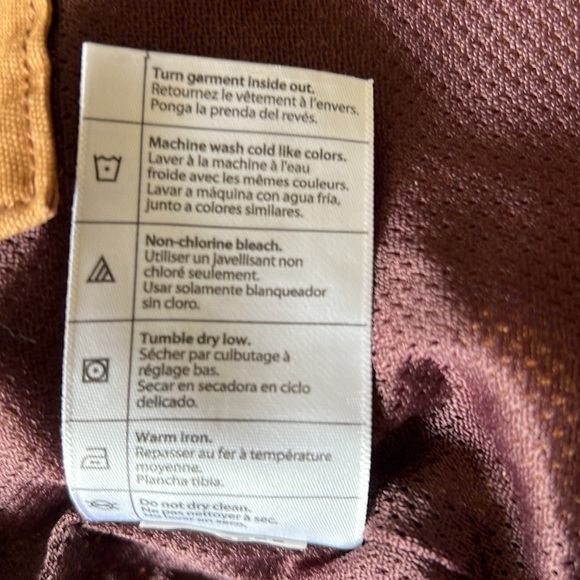 Turn garment inside out.
Retournez le vêtement à l'envers.
Ponga la prenda del revés.
Machine wash cold like colors.
Laver à la machine à l'eau
froide avec les mêmes couleurs.
Lavar a máquina con agua fría,
junto a colores similares.
Non-chlorine bleach.
Utiliser un javellisant non
chloré seulement.
Usar solamente blanqueador
sin cloro.
Tumble dry low.
Sécher par culbutage à
réglage bas.
Secar en secadora en ciclo
delicado.
Warm iron.
Repasser au fer à température
moyenne.
Plancha tibia.
Do not dry clean.
Ne pas nettoyer à sec.